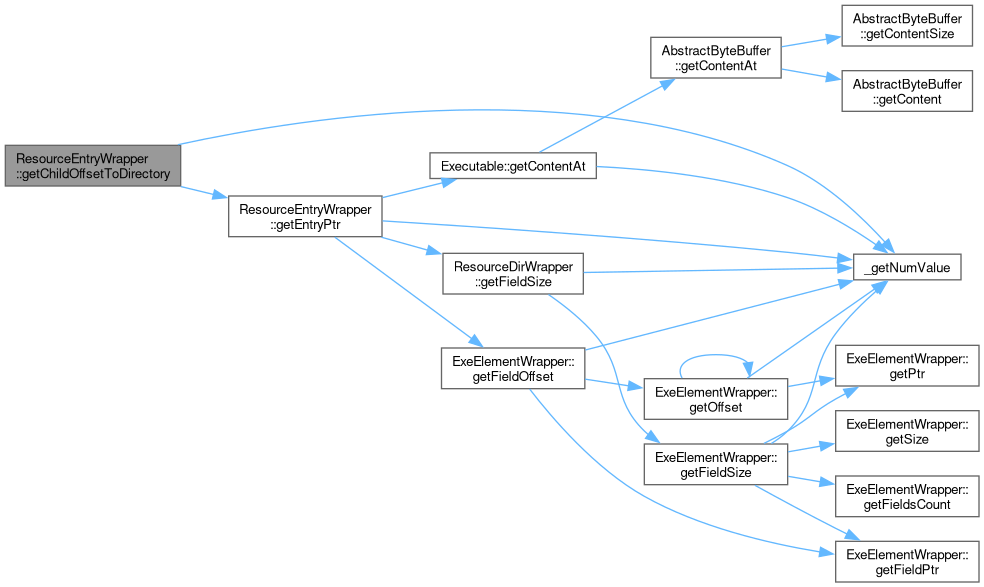 AbstractByteBuffer
::getContentSize
AbstractByteBuffer
::getContentAt
AbstractByteBuffer
::getContent
ResourceEntryWrapper
::getChildOffsetToDirectory
Executable::getContentAt
ResourceEntryWrapper
::getEntryPtr
ResourceDirWrapper
::getFieldSize
_getNumValue
ExeElementWrapper::
getFieldOffset
ExeElementWrapper::
getPtr
ExeElementWrapper::
getOffset
ExeElementWrapper::
getSize
ExeElementWrapper::
getFieldSize
ExeElementWrapper::
getFieldsCount
ExeElementWrapper::
getFieldPtr